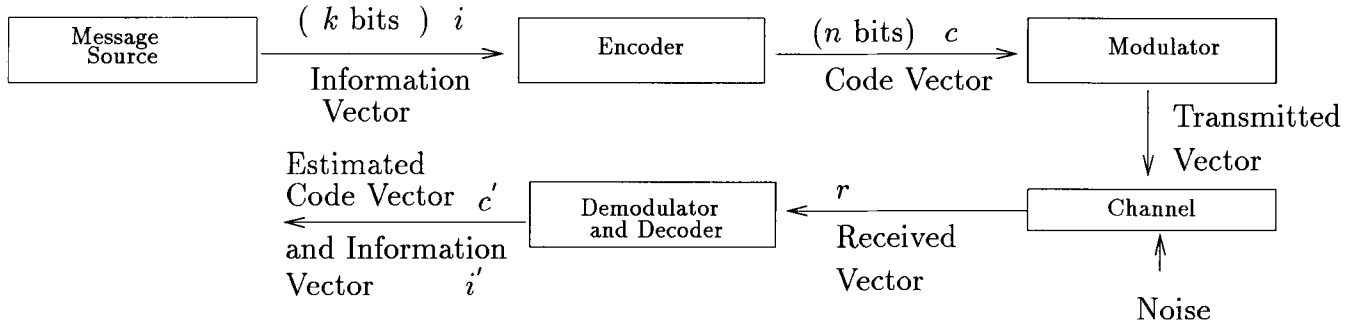 ( k bits ) i
(n bits) c
Message
Source
Encoder
Modulator
Information
Vector
Code Vector
Transmitted
Vector
Estimated
Code Vector c'
and Information
Vector i'
Demodulator
and Decoder
r
Received
Vector
Channel
Noise